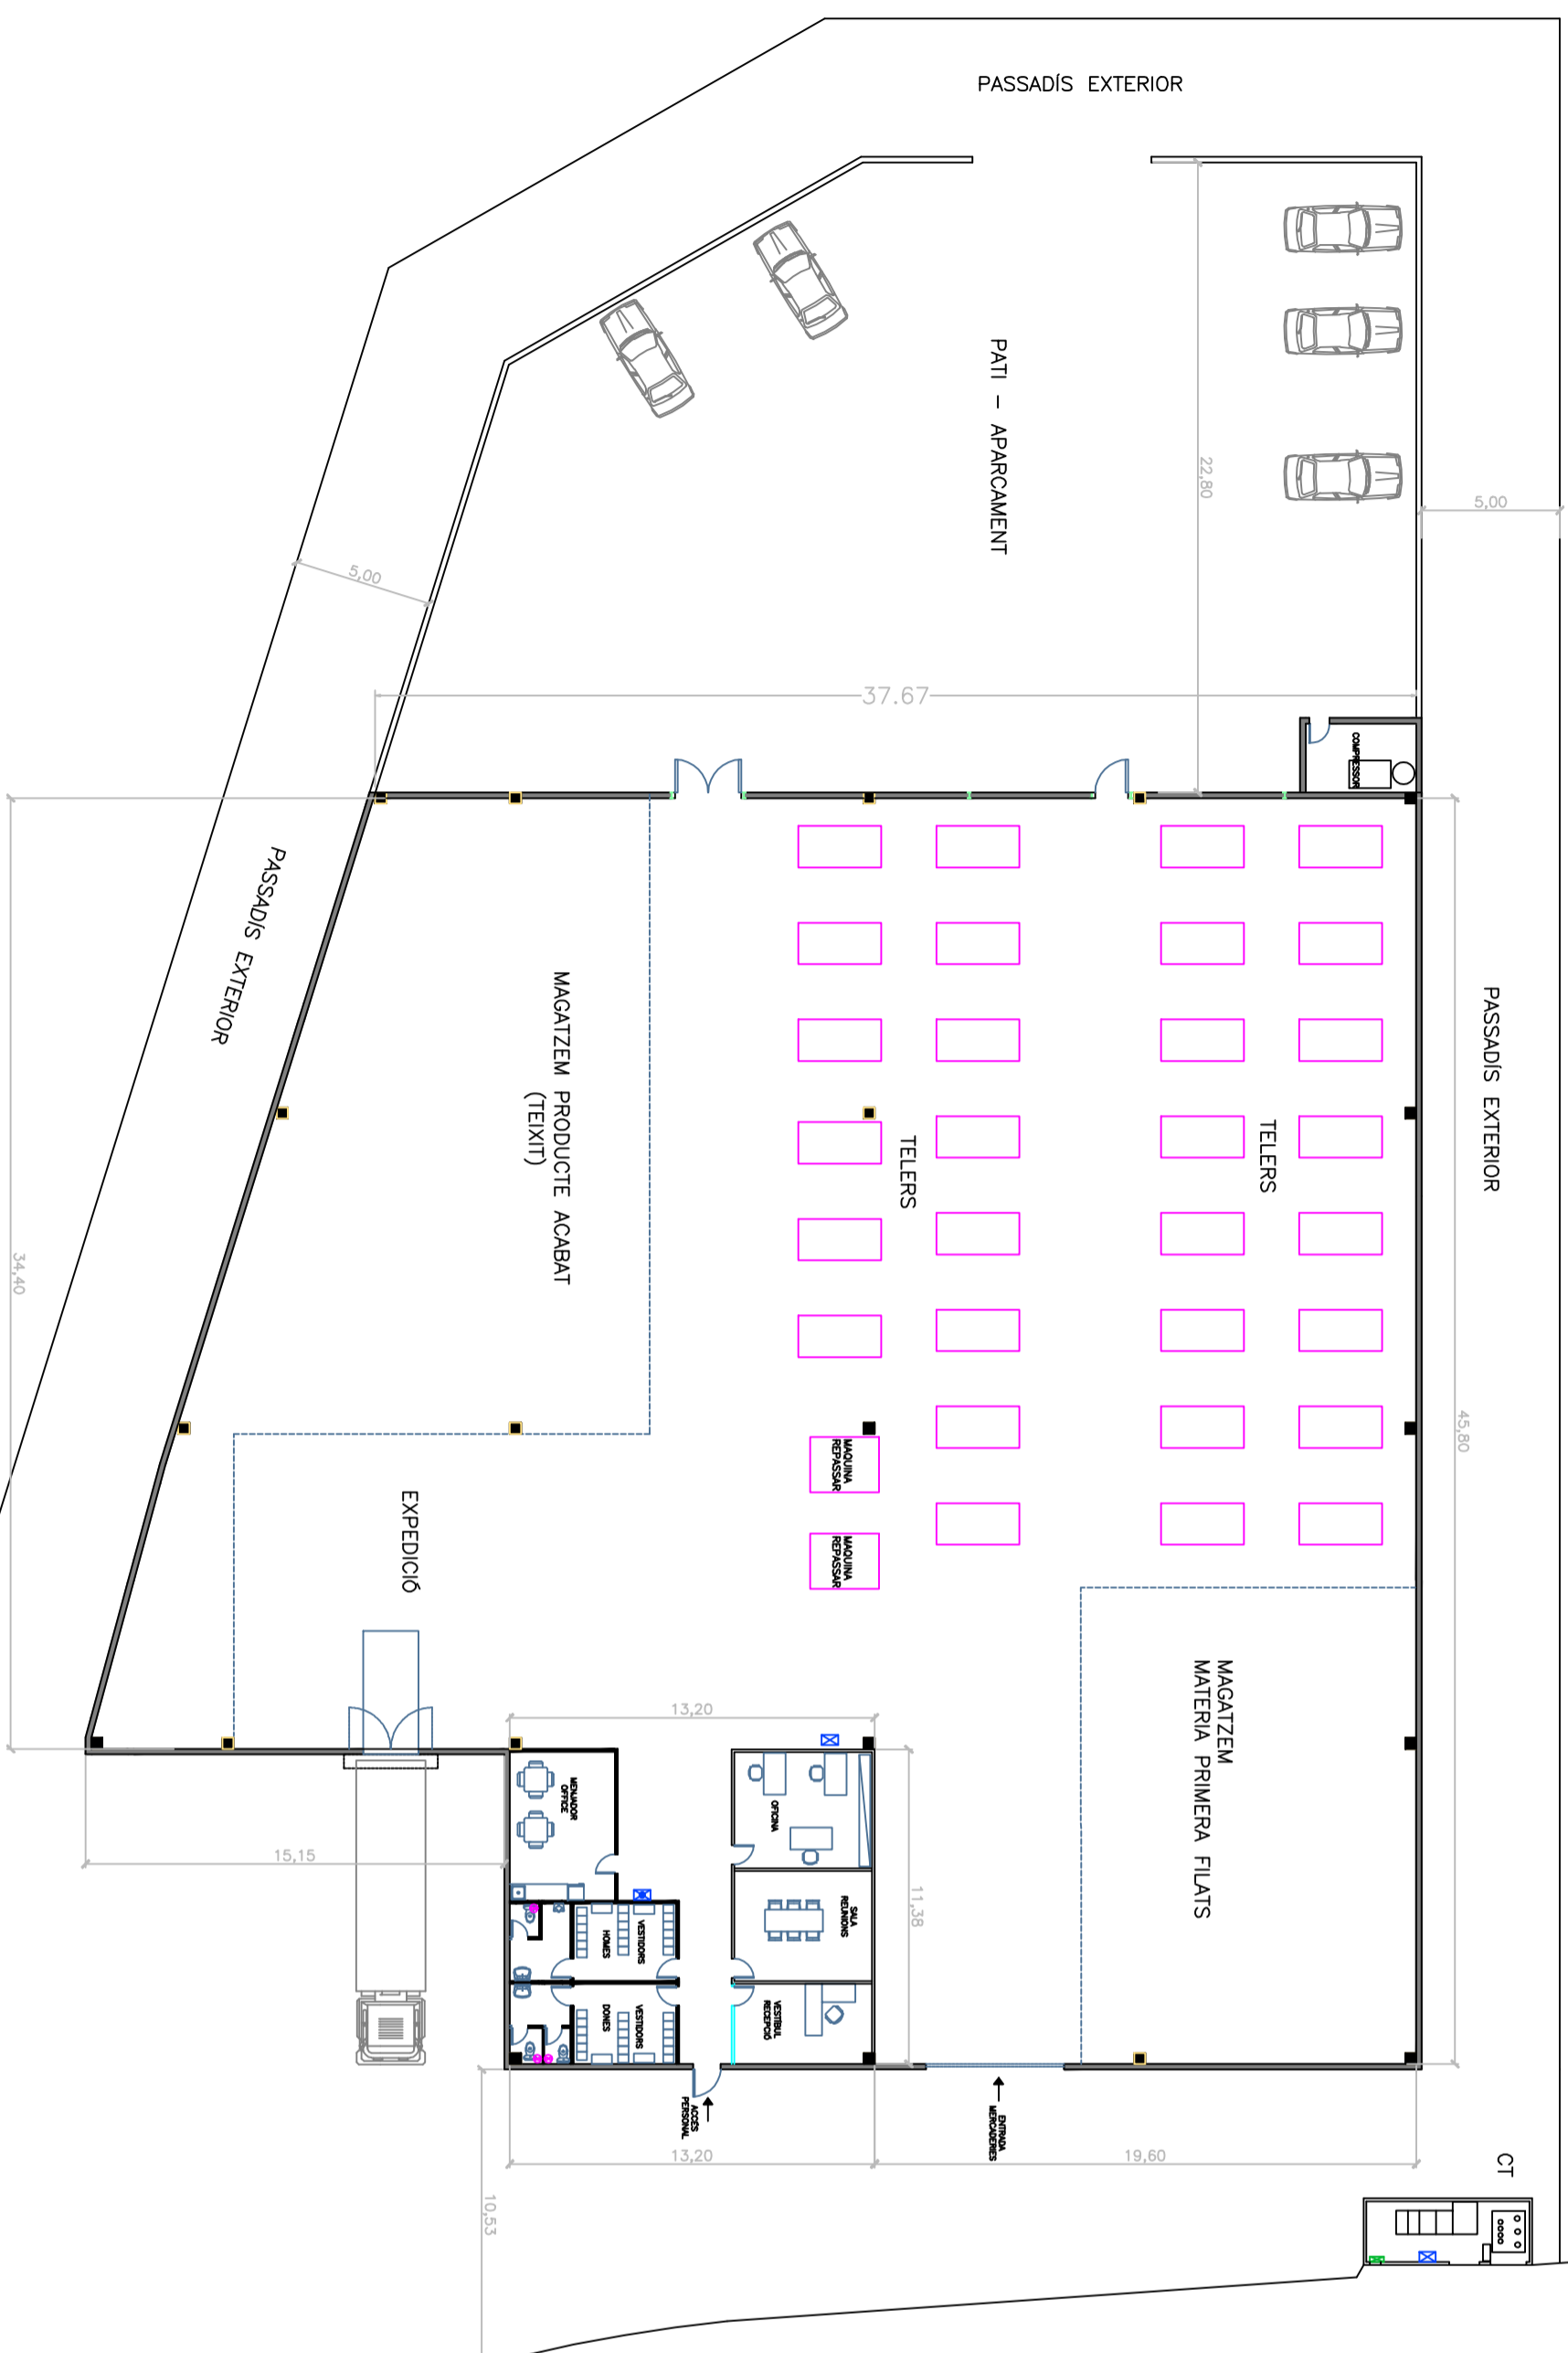 PASSADÍS EXTERIOR
PATI - APARCAMENT
22,80
5,00
5,00
37.67
COMPRESSOR
PASSADÍS EXTERIOR
PASSADÍS EXTERIOR
MAGATZEM PRODUCTE ACABAT
(TEIXIT)
TELERS
TELERS
34,40
45,80
MAQUINA
REPASSAR
MAQUINA
REPASSAR
EXPEDICIÓ
MAGATZEM
MATERIA PRIMERA FILATS
13,20
11,38
15,15
MENJADOR
OFFICE
OFICINA
SALA
REUNIONS
VESTIDORS
HOMES
VESTIDORS
DONES
VESTÍBUL
RECEPCIÓ
ACCÉS
PERSONAL
ENTRADA
MERCADERIES
13,20
19,60
10,53
CT